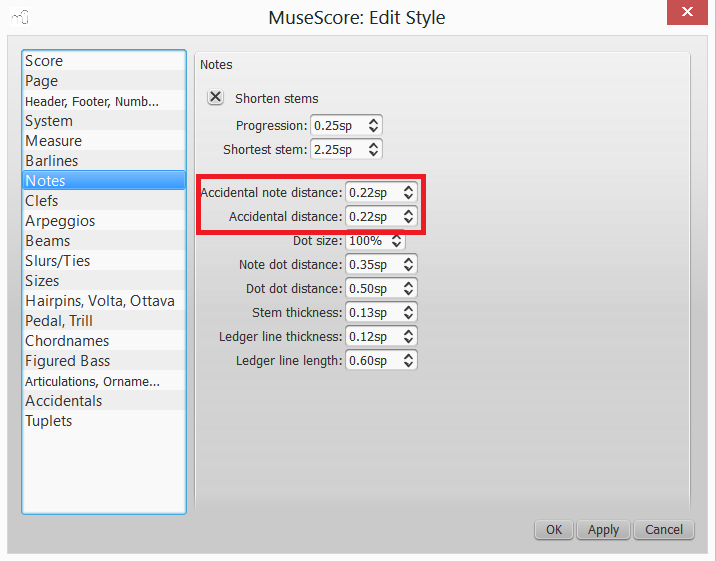 MuseScore: Edit Style
Score
Page
Header, Footer, Numb...
System
Measure
Barlines
Notes
Clefs
Arpeggios
Beams
Slurs/Ties
Sizes
Hairpins, Volta, Ottava
Pedal, Trill
Chordnames
Figured Bass
Articulations, Orname...
Accidentals
Tuplets
Notes
Shorten stems
Progression: 0.25sp
Shortest stem: 2.25sp
Accidental note distance: 0.22sp
Accidental distance: 0.22sp
Dot size: 100%
Note dot distance: 0.35sp
Dot dot distance: 0.50sp
Stem thickness: 0.13sp
Ledger line thickness: 0.12sp
Ledger line length: 0.60sp
OK Apply Cancel